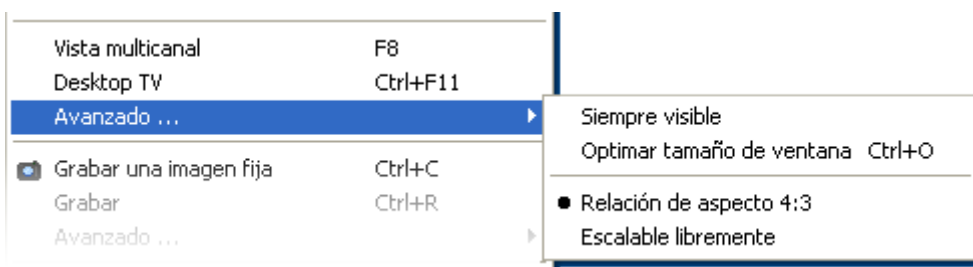 Vista multicanal F8
Desktop TV Ctrl+F11
Avanzado ...
Grabar una imagen fija Ctrl+C
Grabar Ctrl+R
Avanzado ...
Siempre visible
Optimar tamaño de ventana Ctrl+O
Relación de aspecto 4:3
Escalable libremente